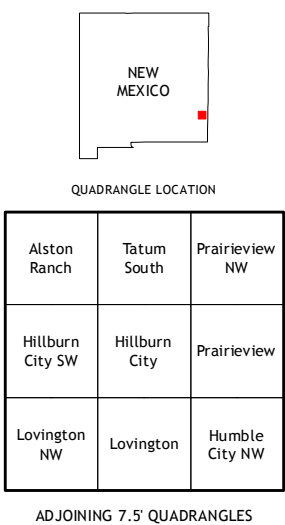 NEW
MEXICO
QUADRANGLE LOCATION
Alston
Ranch
Tatum
South
Prairieview
NW
Hillburn
City SW
Hillburn
City
Prairieview
Lovington
NW
Lovington
Humble
City NW
ADJOINING 7.5' QUADRANGLES